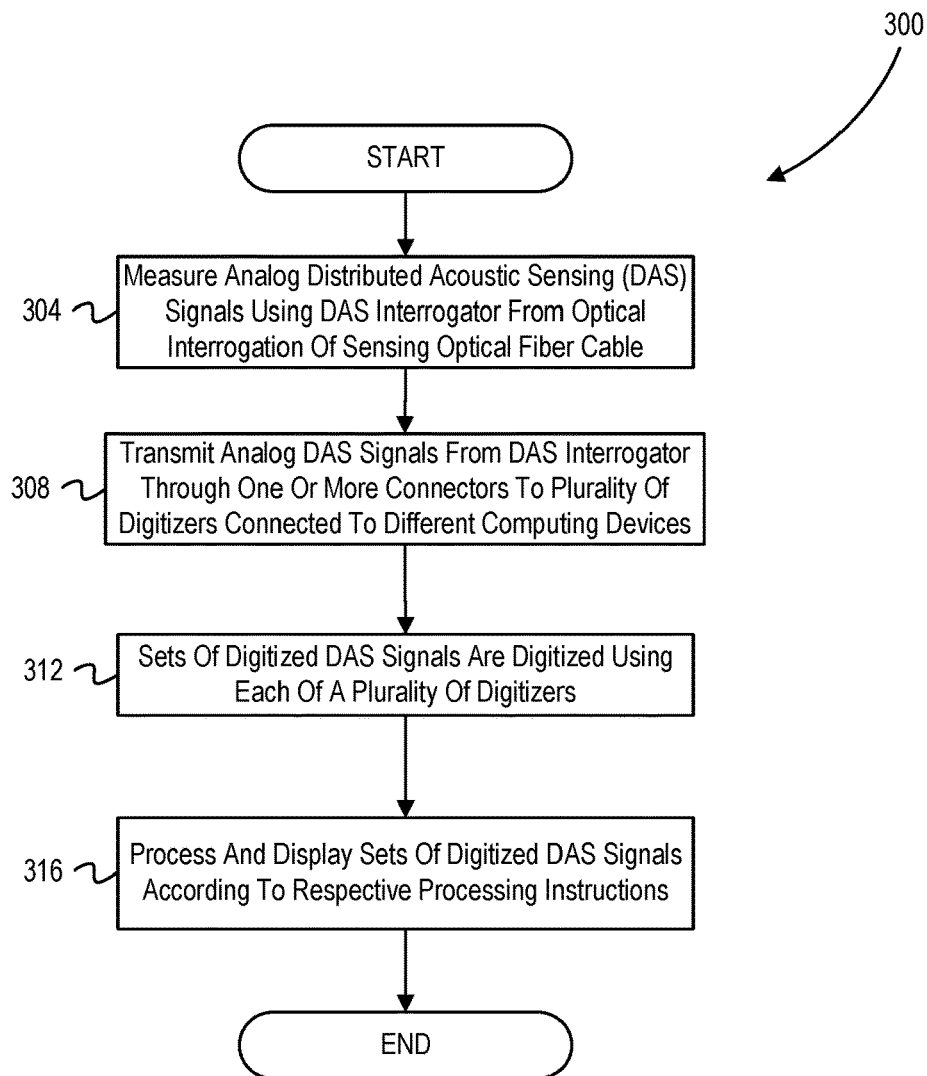 300
START
304
Measure Analog Distributed Acoustic Sensing (DAS)
Signals Using DAS Interrogator From Optical
Interrogation Of Sensing Optical Fiber Cable
308
Transmit Analog DAS Signals From DAS Interrogator
Through One Or More Connectors To Plurality Of
Digitizers Connected To Different Computing Devices
312
Sets Of Digitized DAS Signals Are Digitized Using
Each Of A Plurality Of Digitizers
316
Process And Display Sets Of Digitized DAS Signals
According To Respective Processing Instructions
END